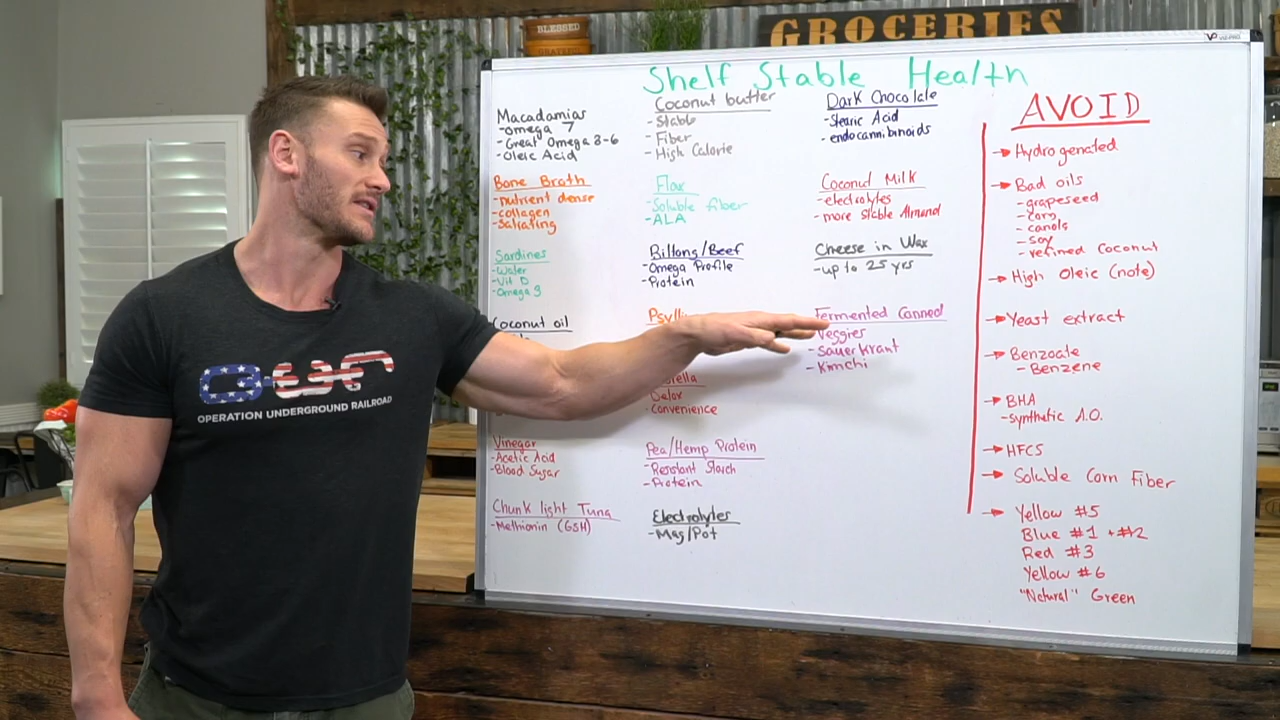 BLESSED
GROCERIES
Shelf Stable Health
Macadamias
-omega 7
-Great Omega 3-6
-Oleic Acid
Bone Broth
-nutrient dense
-collagen
-Satiating
Sardines
-Water
-Vit D
-Omega 3
Coconut oil
Vinegar
-Acetic Acid
-Blood Sugar
Chunk light Tuna
-Methionin (GSH)
Coconut butter
-Stable
-Fiber
-High Calorie
Flax
-Soluble fiber
-ALA
Biltong/Beef
-Omega Profile
-Protein
Psylli
Detox
-Convenience
Pea/Hemp Protein
-Resistant Starch
-Protein
Electrolytes
-Mag/Pot
Dark Chocolate
-Stearic Acid
-endocannibinoids
Coconut Milk
-electrolytes
-more stable Almond
Cheese in Wax
-up to 25 yrs
Fermented Canned
Veggies
-Sauerkraut
-Kimchi
AVOID
→ Hydrogenated
→ Bad oils
-grapeseed
-corn
-canola
-soy
-refined Coconut
→ High Oleic (note)
→ Yeast extract
→ Benzoate
-Benzene
→ BHA
-synthetic A.O.
→ HFCS
→ Soluble Corn Fiber
→ Yellow #5
Blue #1 + #2
Red #3
Yellow #6
"Natural" Green
OUR
OPERATION UNDERGROUND RAILROAD